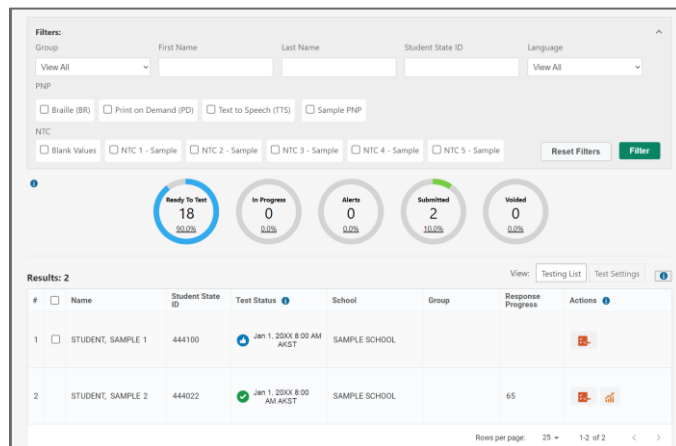 Filters:
Group First Name Last Name Student State ID Language
View All View All
PNP
Braille (BR) Print on Demand (PD) Text to Speech (TTS) Sample PNP
NTC
Blank Values NTC 1 - Sample NTC 2 - Sample NTC 3 - Sample NTC 4 - Sample NTC 5 - Sample Reset Filters Filter
Ready To Test In Progress Alerts Submitted Voided
18 0 0 2 0
90.0% 0.0% 0.0% 10.0% 0.0%
Results: 2 View: Testing List Test Settings
# Name Student State ID Test Status School Group Response Progress Actions
1 STUDENT, SAMPLE 1 444100 Jan 1, 20XX 8:00 AM AKST SAMPLE SCHOOL
2 STUDENT, SAMPLE 2 444022 Jan 1, 20XX 8:00 AM AKST SAMPLE SCHOOL 65
Rows per page: 25 1-2 of 2